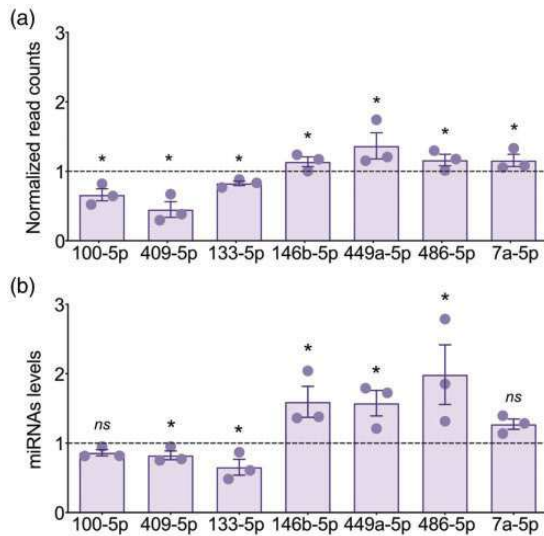 (a)
Normalized read counts
3
2
1
0
* * * * * * *
100-5p 409-5p 133-5p 146b-5p 449a-5p 486-5p 7a-5p
(b)
miRNAs levels
3
2
1
0
ns * * * * * ns
100-5p 409-5p 133-5p 146b-5p 449a-5p 486-5p 7a-5p